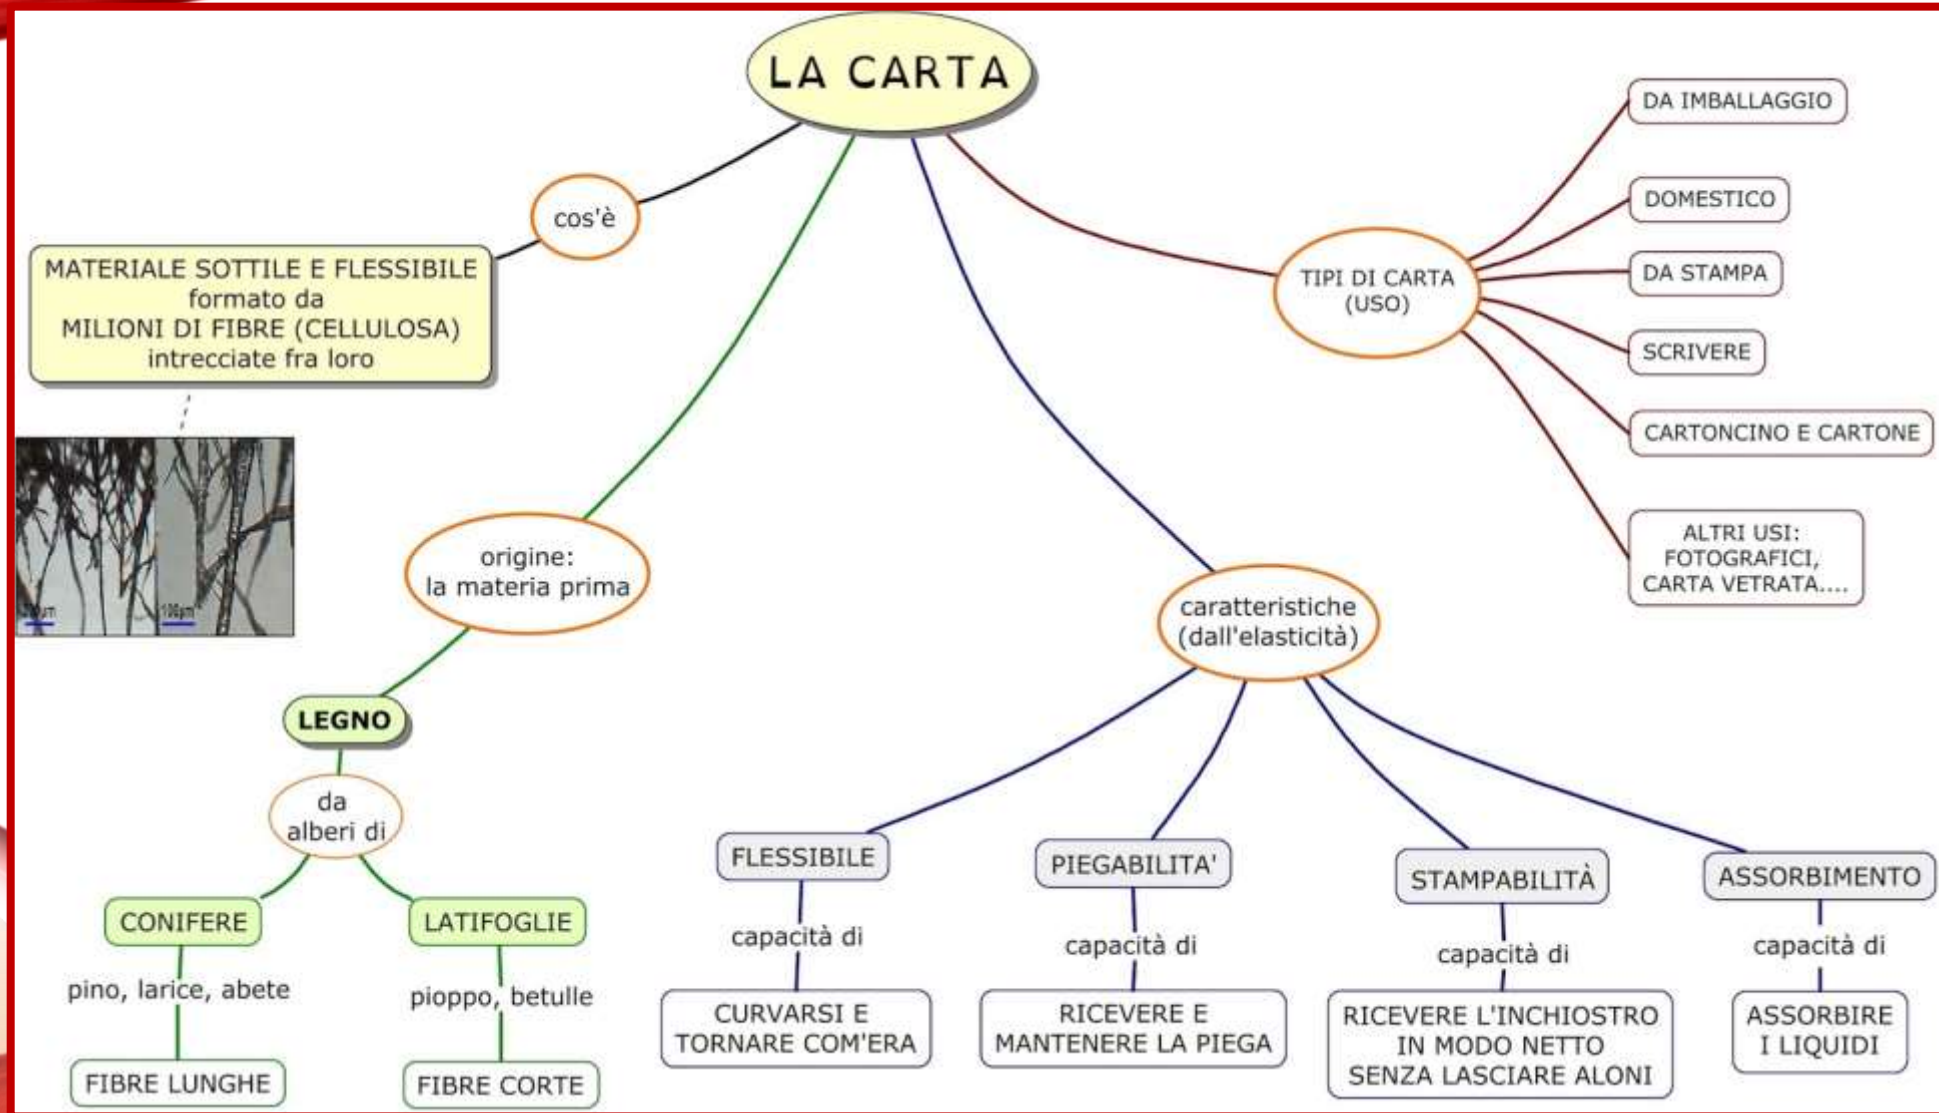 LA CARTA
cos'è
MATERIALE SOTTILE E FLESSIBILE
formato da
MILIONI DI FIBRE (CELLULOSA)
intrecciate fra loro
100µm
origine:
la materia prima
LEGNO
da
alberi di
CONIFERE
pino, larice, abete
FIBRE LUNGHE
LATIFOGLIE
pioppo, betulle
FIBRE CORTE
caratteristiche
(dall'elasticità)
FLESSIBILE
capacità di
CURVARSI E
TORNARE COM'ERA
PIEGABILITA'
capacità di
RICEVERE E
MANTENERE LA PIEGA
STAMPABILITÀ
capacità di
RICEVERE L'INCHIOSTRO
IN MODO NETTO
SENZA LASCIARE ALONI
ASSORBIMENTO
capacità di
ASSORBIRE
I LIQUIDI
TIPI DI CARTA
(USO)
DA IMBALLAGGIO
DOMESTICO
DA STAMPA
SCRIVERE
CARTONCINO E CARTONE
ALTRI USI:
FOTOGRAFICI,
CARTA VETRATA....